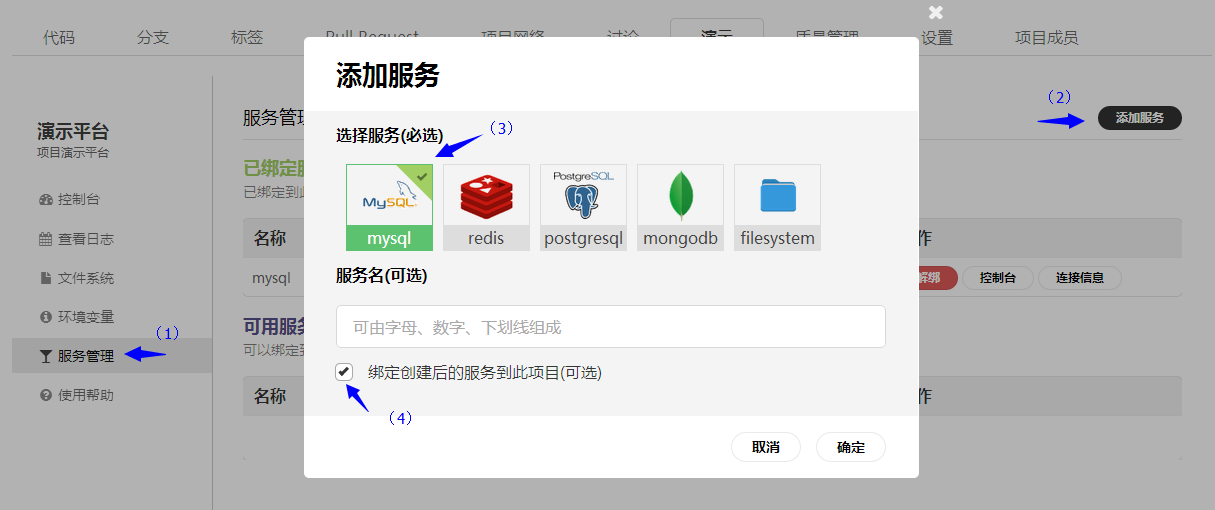 代码 分支 标签 Pull Request 项目网络 讨论 演示 质量管理 设置 项目成员
添加服务
演示平台
项目演示平台
控制台
查看日志
文件系统
环境变量
(1)
服务管理
使用帮助
服务管理
(2)
添加服务
已绑定服
已绑定到此
名称
作
mysql
解绑 控制台 连接信息
可用服务
可以绑定到
名称
作
选择服务(必选)
(3)
MySQL
PostgreSQL
mysql redis postgresql mongodb filesystem
服务名(可选)
可由字母、数字、下划线组成
绑定创建后的服务到此项目(可选)
(4)
取消 确定